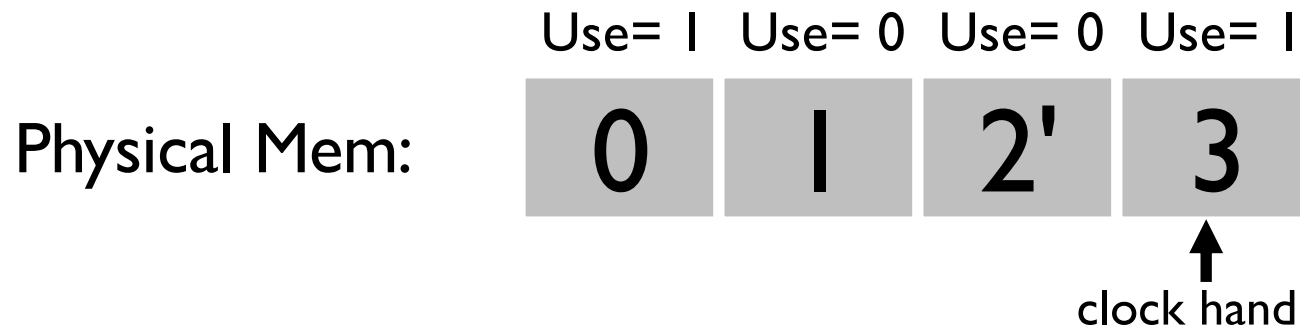 Use= 1 Use= 0 Use= 0 Use= 1
Physical Mem: 0 1 2' 3
clock hand